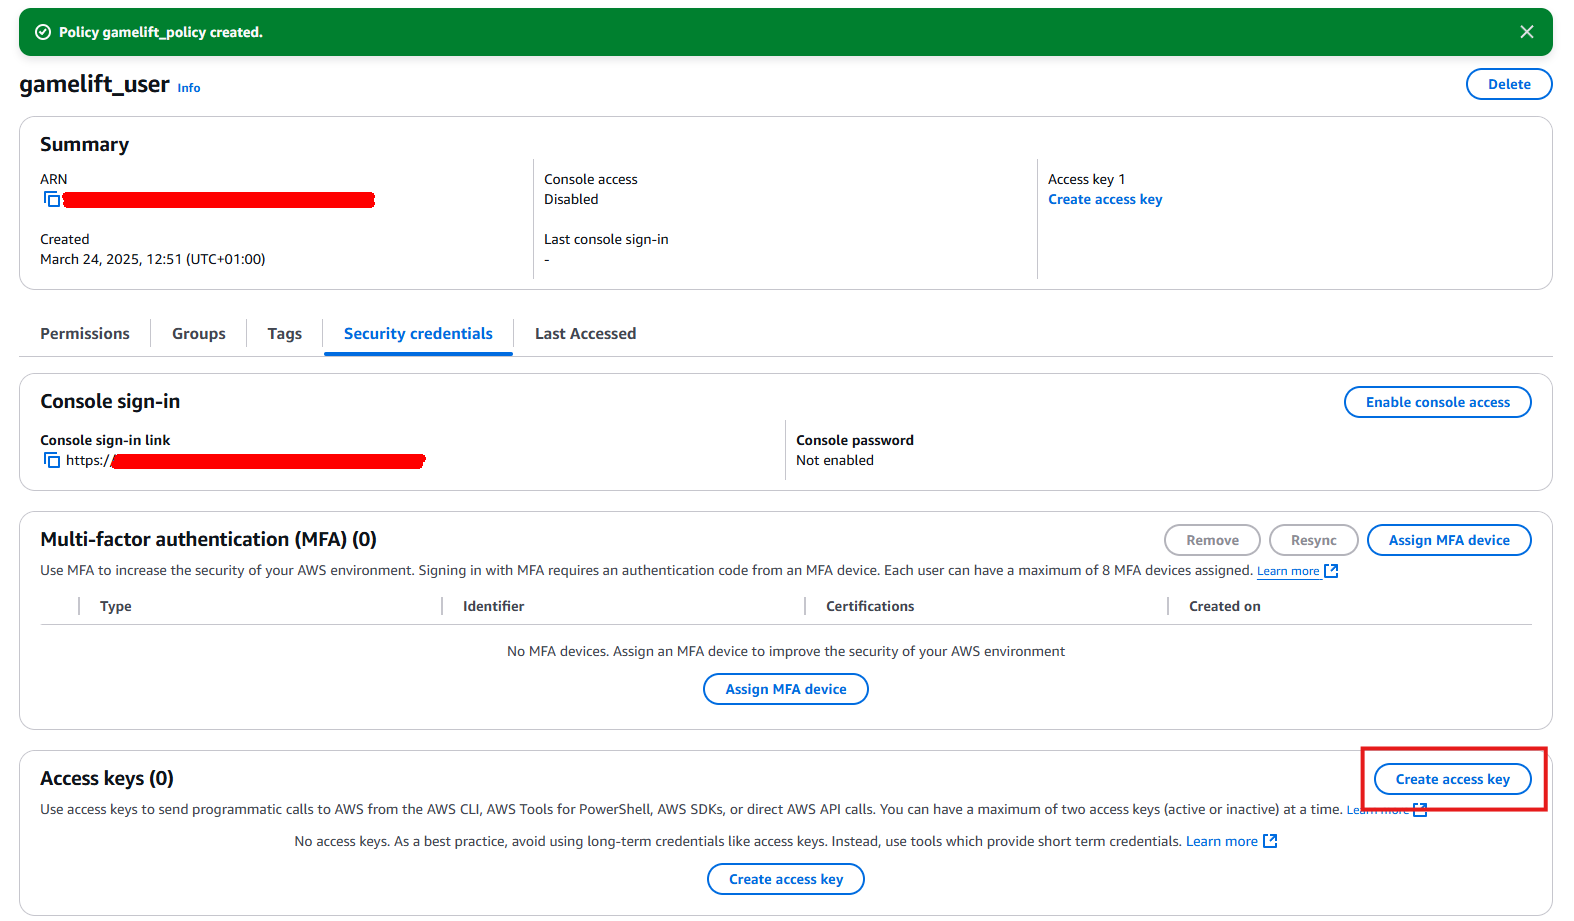 Policy gamelift_policy created.
gamelift_user Info
Delete
Summary
ARN
Console access
Disabled
Access key 1
Create access key
Created
March 24, 2025, 12:51 (UTC+01:00)
Last console sign-in
-
Permissions
Groups
Tags
Security credentials
Last Accessed
Console sign-in
Enable console access
Console sign-in link
https://
Console password
Not enabled
Multi-factor authentication (MFA) (0)
Remove
Resync
Assign MFA device
Use MFA to increase the security of your AWS environment. Signing in with MFA requires an authentication code from an MFA device. Each user can have a maximum of 8 MFA devices assigned. Learn more
Type
Identifier
Certifications
Created on
No MFA devices. Assign an MFA device to improve the security of your AWS environment
Assign MFA device
Access keys (0)
Create access key
Use access keys to send programmatic calls to AWS from the AWS CLI, AWS Tools for PowerShell, AWS SDKs, or direct AWS API calls. You can have a maximum of two access keys (active or inactive) at a time. Learn more
No access keys. As a best practice, avoid using long-term credentials like access keys. Instead, use tools which provide short term credentials. Learn more
Create access key